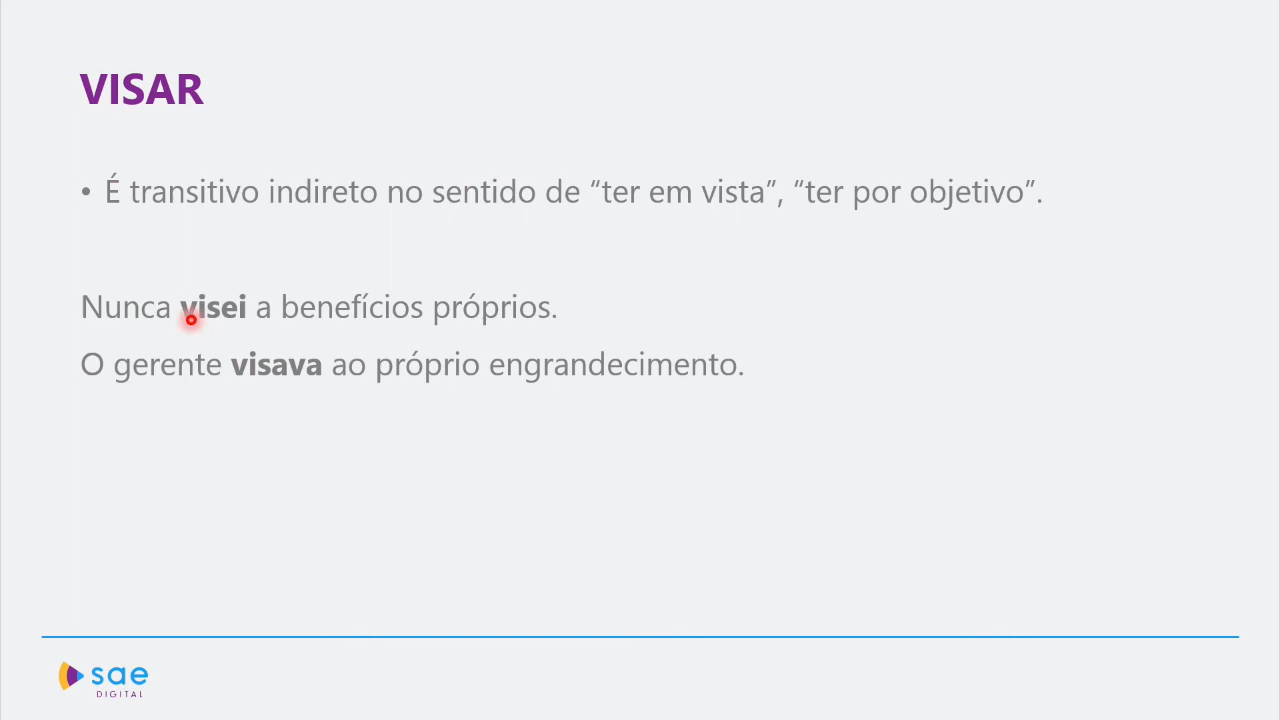 VISAR
• É transitivo indireto no sentido de “ter em vista”, “ter por objetivo”.
Nunca visei a benefícios próprios.
O gerente visava ao próprio engrandecimento.
sae
DIGITAL